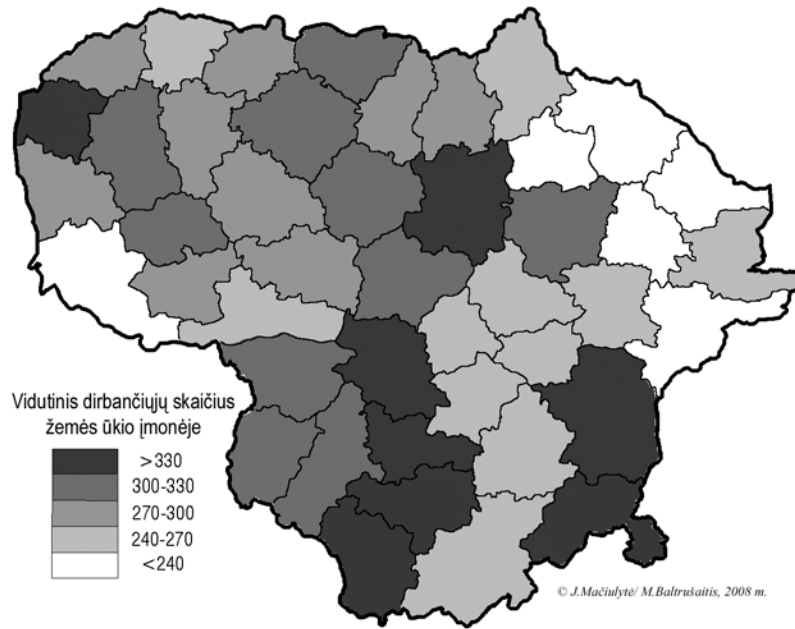 Vidutinis dirbančiųjų skaičius
žemės ūkio įmonėje
>330
300-330
270-300
240-270
<240
© J.Mačiulytė/ M.Baltrušaitis, 2008 m.